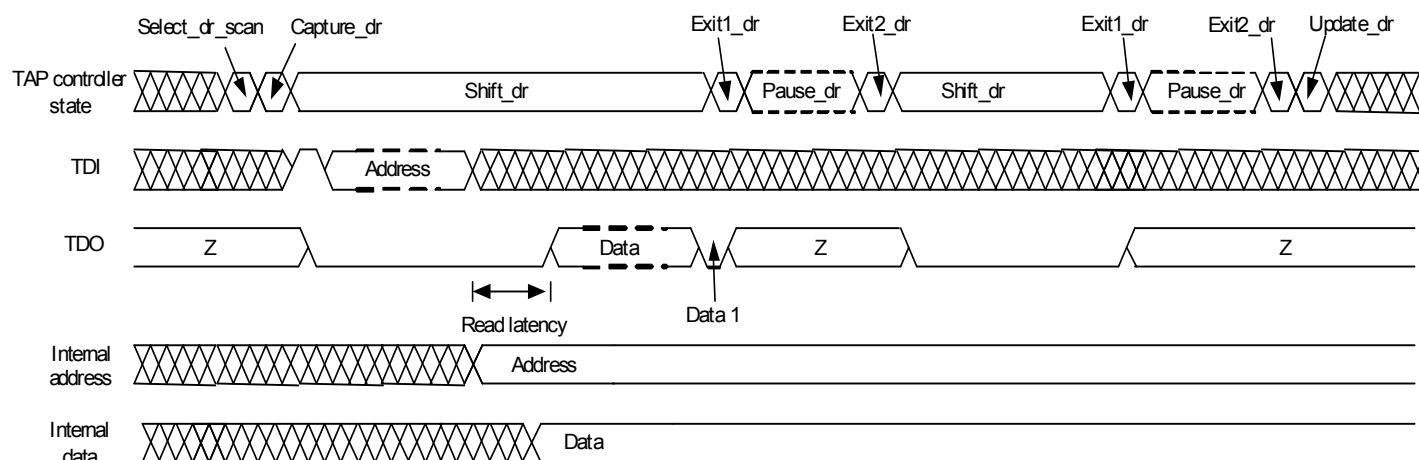 Select_dr_scan Capture_dr Exit1_dr Exit2_dr Exit1_dr Exit2_dr Update_dr
TAP controller
state
Shift_dr Pause_dr Shift_dr Pause_dr
TDI
Address
TDO
Z Data Z Z
Read latency
Data 1
Internal
address
Address
Internal
data
Data